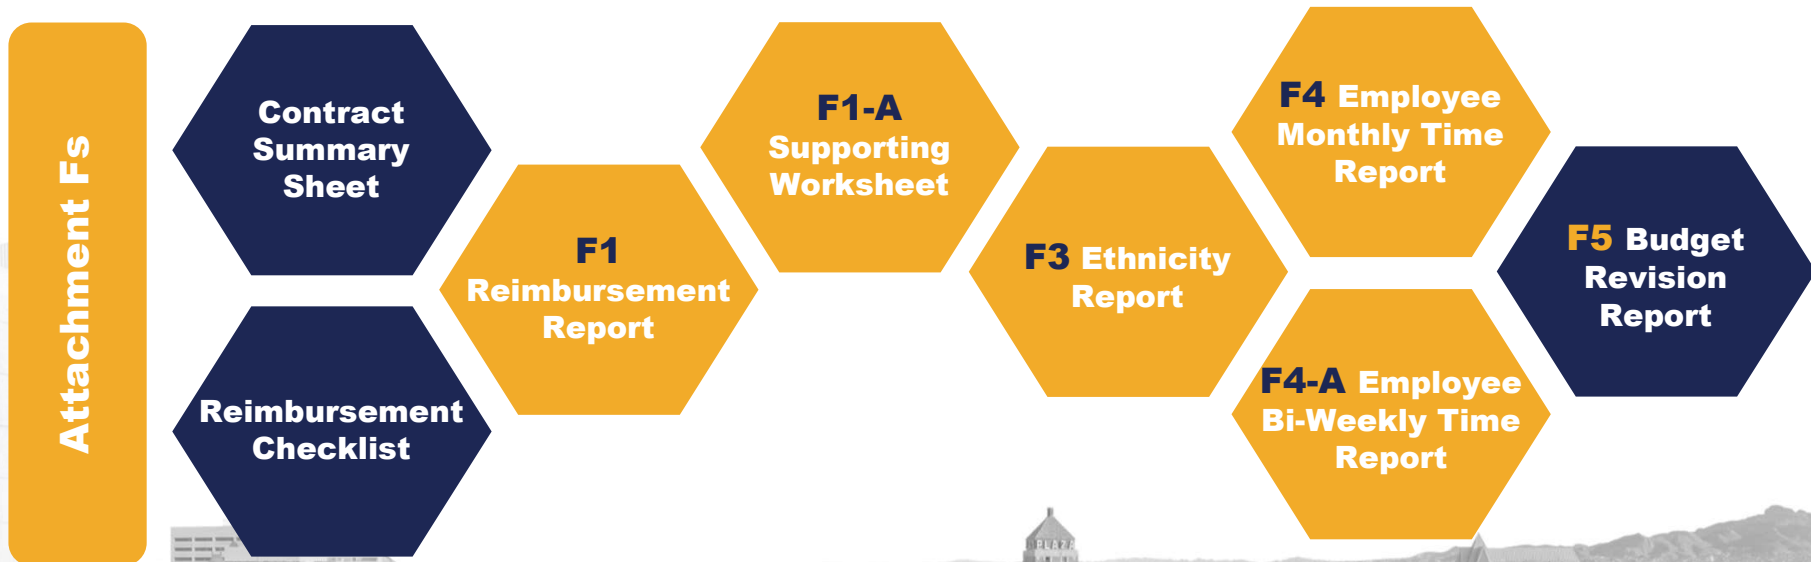 Attachment Fs
Contract
Summary
Sheet
Reimbursement
Checklist
F1
Reimbursement
Report
F1-A
Supporting
Worksheet
F3 Ethnicity
Report
F4 Employee
Monthly Time
Report
F4-A Employee
Bi-Weekly Time
Report
F5 Budget
Revision
Report
PLAZA